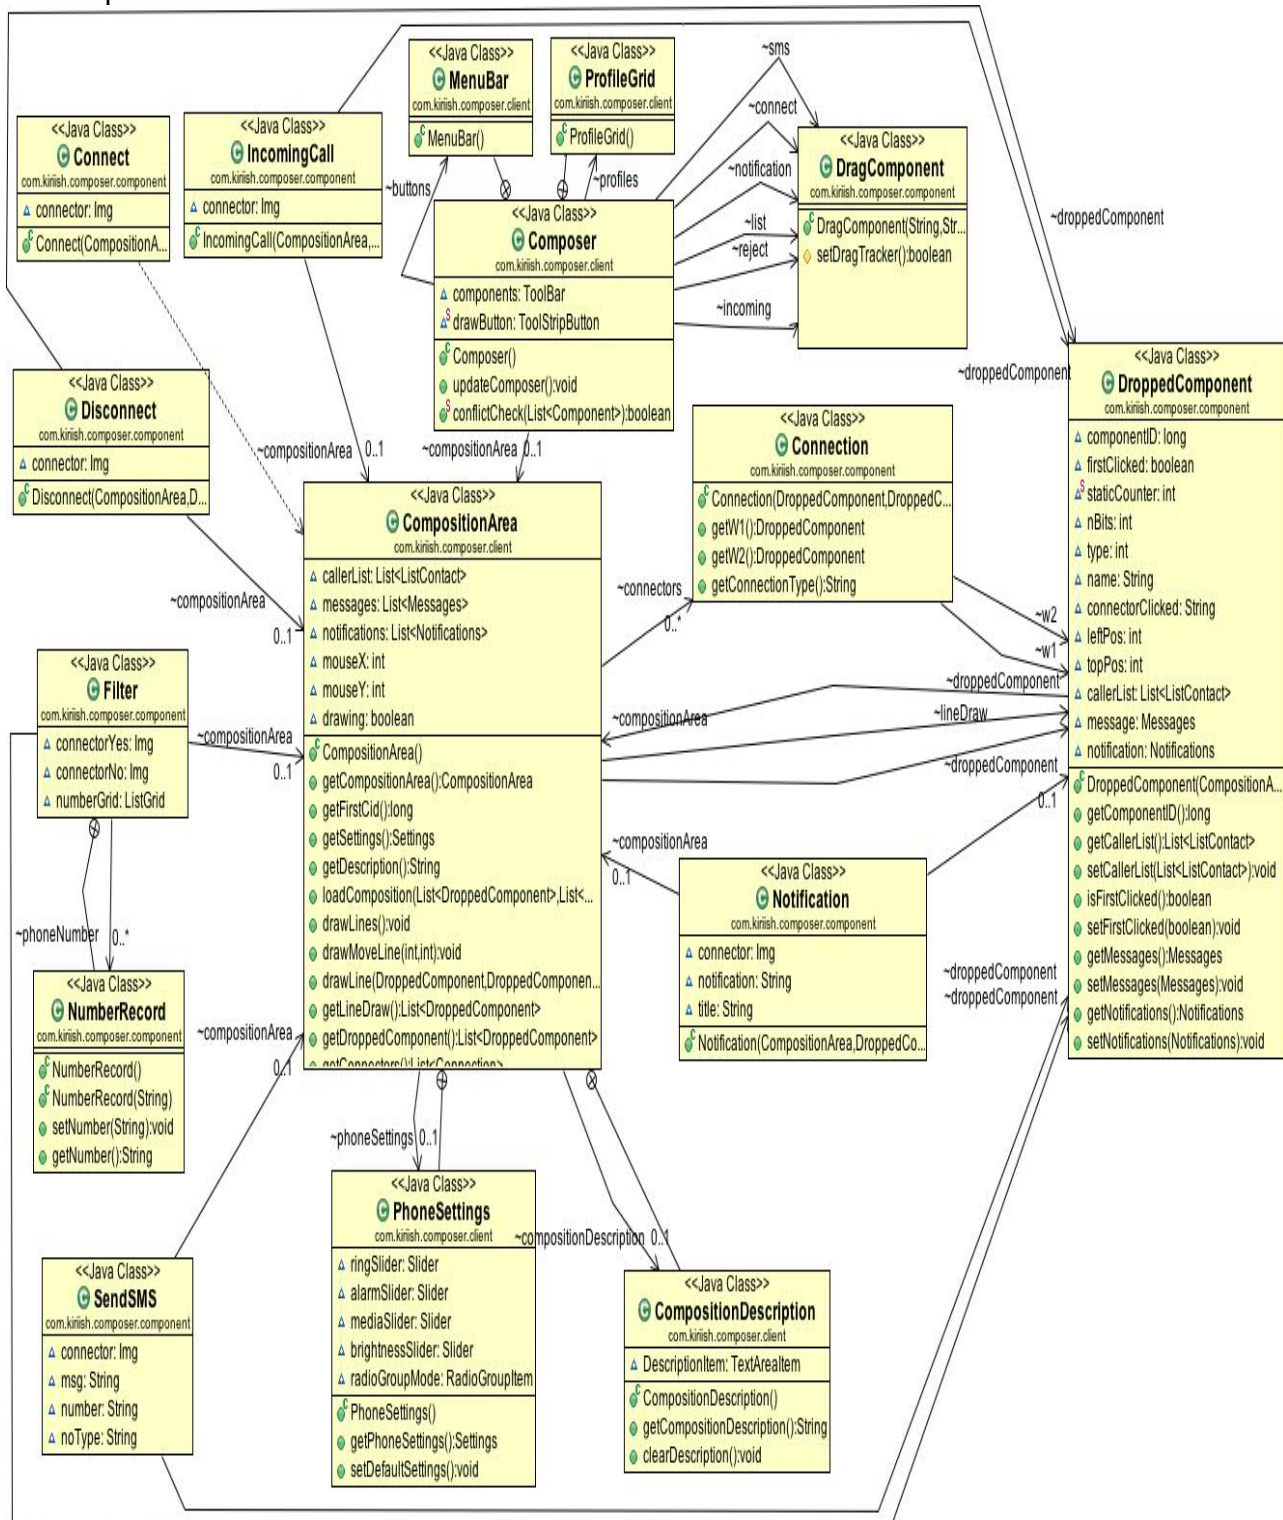 <<Java Class>>
MenuBar
com.kiriish.composer.client
MenuBar()
<<Java Class>>
ProfileGrid
com.kiriish.composer.client
ProfileGrid()
~sms
~connect
~notification
~list
~reject
~incoming
~buttons
~profiles
<<Java Class>>
Connect
com.kiriish.composer.component
connector: Img
Connect(CompositionA...
<<Java Class>>
IncomingCall
com.kiriish.composer.component
connector: Img
IncomingCall(CompositionArea,...
<<Java Class>>
DragComponent
com.kiriish.composer.component
DragComponent(String,Str...
setDragTracker():boolean
~droppedComponent
<<Java Class>>
Composer
com.kiriish.composer.client
components: ToolBar
drawButton: ToolStripButton
Composer()
updateComposer():void
conflictCheck(List<Component>):boolean
~droppedComponent
<<Java Class>>
Disconnect
com.kiriish.composer.component
connector: Img
Disconnect(CompositionArea,D...
~compositionArea 0..1
~compositionArea 0..1
<<Java Class>>
Connection
com.kiriish.composer.component
Connection(DroppedComponent,DroppedC...
getW1():DroppedComponent
getW2():DroppedComponent
getConnectionType():String
<<Java Class>>
DroppedComponent
com.kiriish.composer.component
componentID: long
firstClicked: boolean
staticCounter: int
nBits: int
type: int
name: String
connectorClicked: String
leftPos: int
topPos: int
callerList: List<ListContact>
message: Messages
notification: Notifications
DroppedComponent(CompositionA...
getComponentID():long
getCallerList():List<ListContact>
setCallerList(List<ListContact>):void
isFirstClicked():boolean
setFirstClicked(boolean):void
getMessages():Messages
setMessages(Messages):void
getNotifications():Notifications
setNotifications(Notifications):void
<<Java Class>>
CompositionArea
com.kiriish.composer.client
callerList: List<ListContact>
messages: List<Messages>
notifications: List<Notifications>
mouseX: int
mouseY: int
drawing: boolean
CompositionArea()
getCompositionArea():CompositionArea
getFirstCid():long
getSettings():Settings
getDescription():String
loadComposition(List<DroppedComponent>,List<...
drawLines():void
drawMoveLine(int,int):void
drawLine(DroppedComponent,DroppedComponen...
getLineDraw():List<DroppedComponent>
getDroppedComponent():List<DroppedComponent>
getConnectors():List<Connection>
~compositionArea
0..1
~connectors
0..*
~w2
~w1
~droppedComponent
~compositionArea
~lineDraw
~droppedComponent
0..1
<<Java Class>>
Filter
com.kiriish.composer.component
connectorYes: Img
connectorNo: Img
numberGrid: ListGrid
~compositionArea
0..1
~compositionArea
0..1
<<Java Class>>
Notification
com.kiriish.composer.component
connector: Img
notification: String
title: String
Notification(CompositionArea,DroppedCo...
~phoneNumber 0..*
<<Java Class>>
NumberRecord
com.kiriish.composer.component
NumberRecord()
NumberRecord(String)
setNumber(String):void
getNumber():String
~compositionArea
0..1
~droppedComponent
~droppedComponent
~phoneSettings 0..1
<<Java Class>>
PhoneSettings
com.kiriish.composer.client
ringSlider: Slider
alarmSlider: Slider
mediaSlider: Slider
brightnessSlider: Slider
radioGroupMode: RadioGroupItem
PhoneSettings()
getPhoneSettings():Settings
setDefaultSettings():void
~compositionDescription 0..1
<<Java Class>>
CompositionDescription
com.kiriish.composer.client
DescriptionItem: TextAreaItem
CompositionDescription()
getCompositionDescription():String
clearDescription():void
<<Java Class>>
SendSMS
com.kiriish.composer.component
connector: Img
msg: String
number: String
noType: String